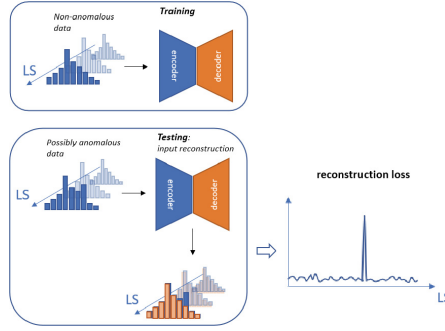 Non-anomalous
data
Training
LS
encoder
decoder
Possibly anomalous
data
Testing:
input reconstruction
LS
encoder
decoder
LS
reconstruction loss
LS